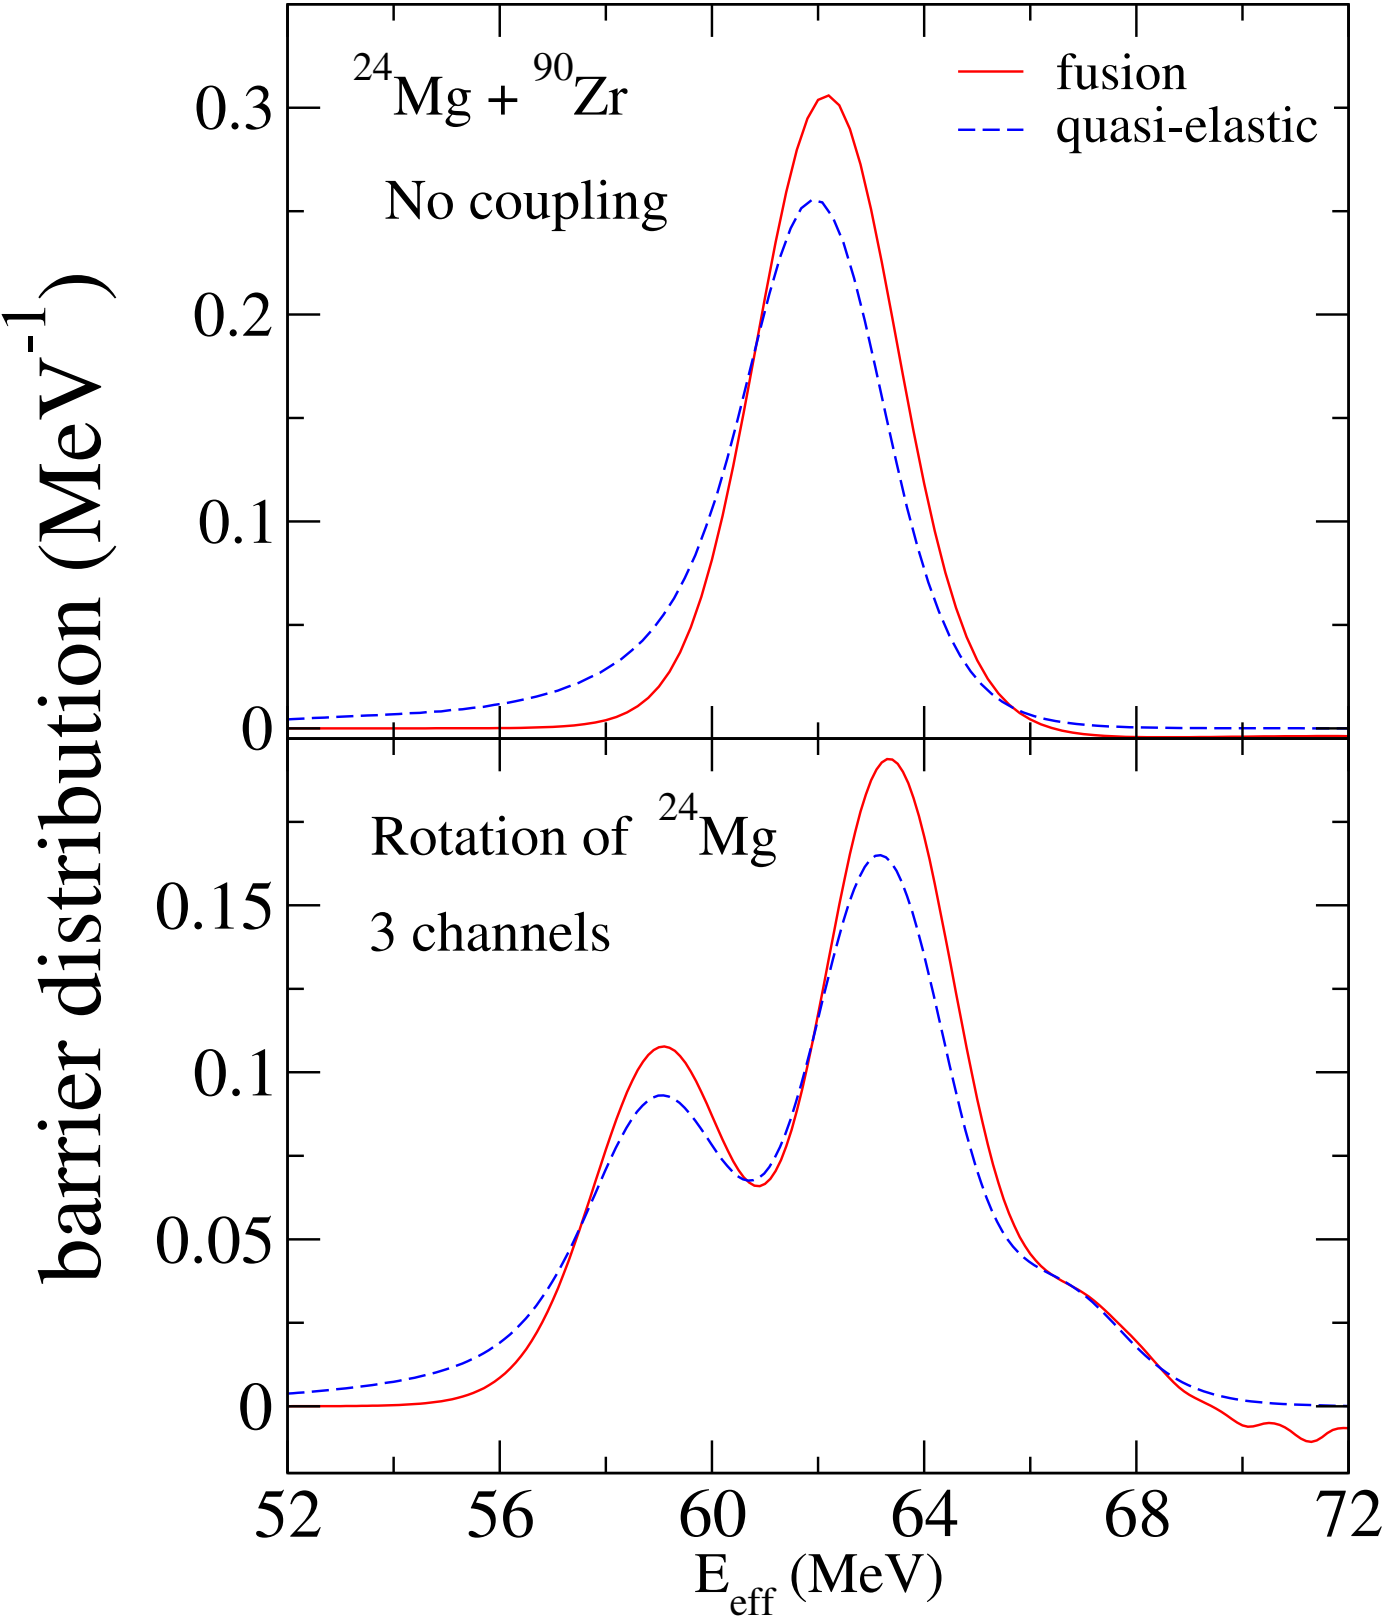 barrier distribution (MeV⁻¹)
²⁴Mg + ⁹⁰Zr
No coupling
fusion
quasi-elastic
0.3
0.2
0.1
0
Rotation of ²⁴Mg
3 channels
0.15
0.1
0.05
0
52 56 60 64 68 72
E_eff (MeV)